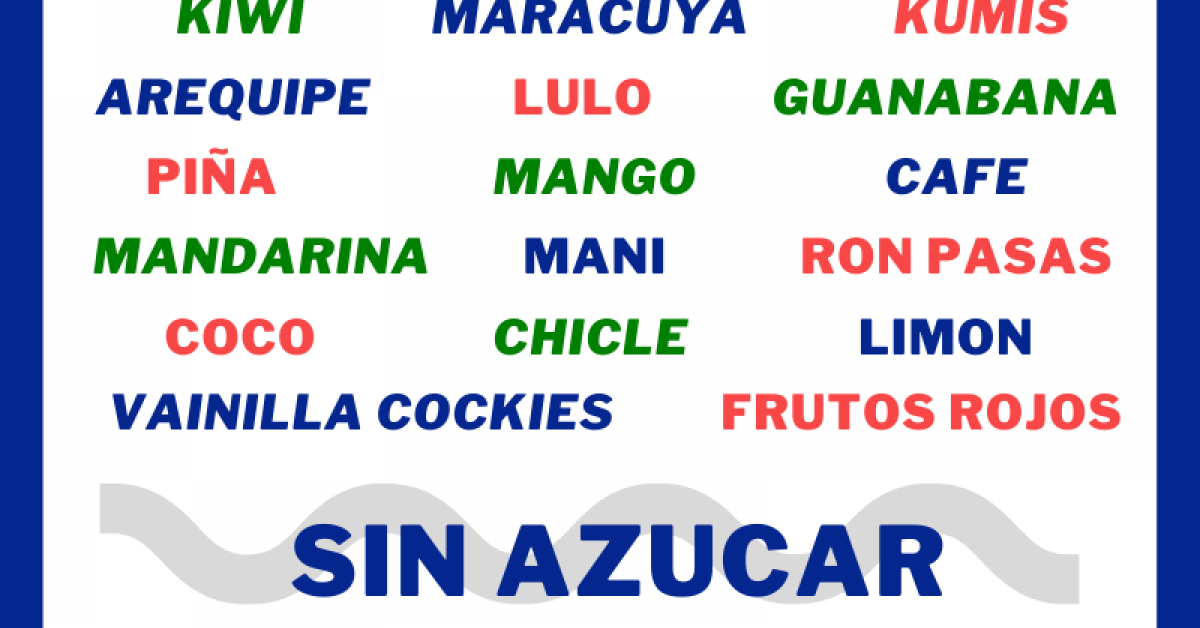 KIWI MARACUYA KUMIS
AREQUIPE LULO GUANABANA
PIÑA MANGO CAFE
MANDARINA MANI RON PASAS
COCO CHICLE LIMON
VAINILLA COCKIES FRUTOS ROJOS
SIN AZUCAR